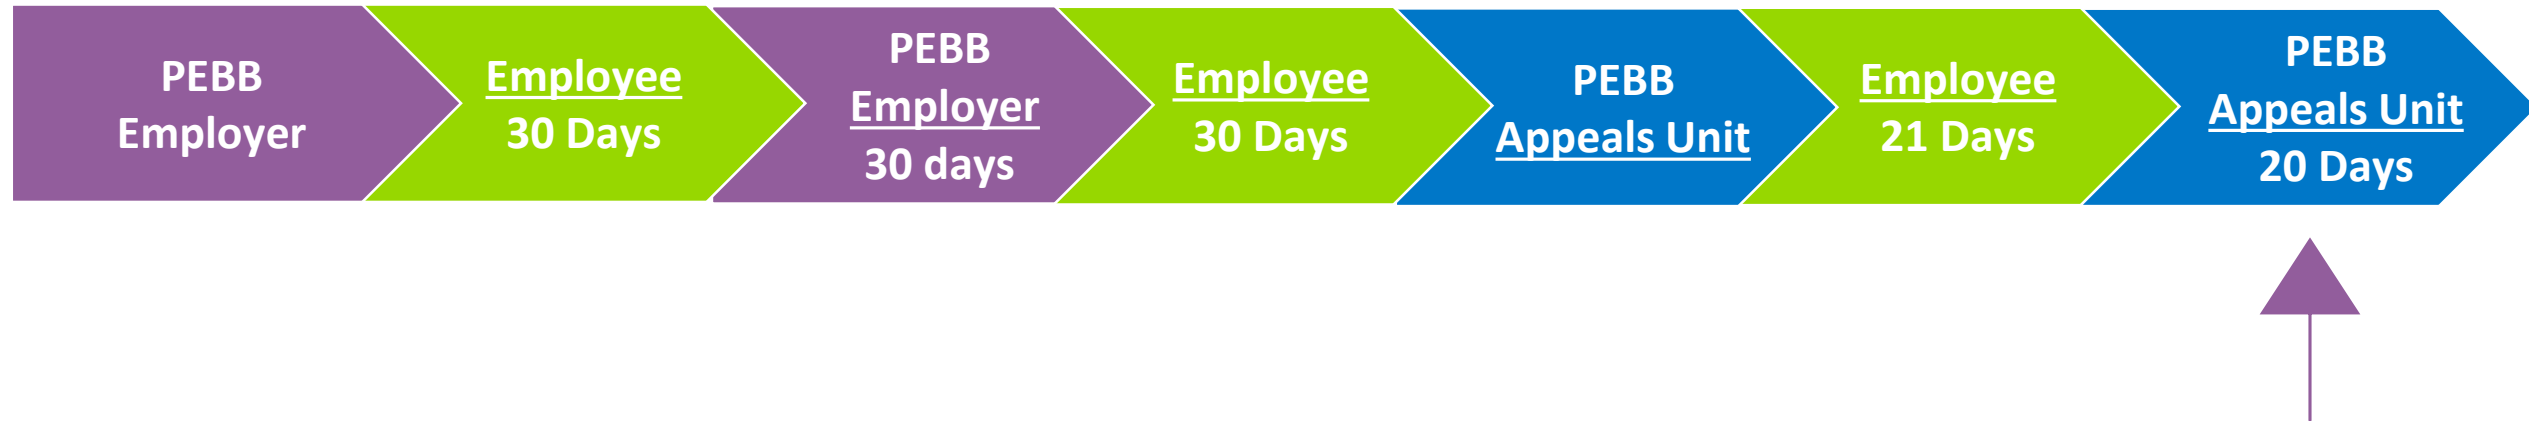 PEBB
Employer
Employee
30 Days
PEBB
Employer
30 days
Employee
30 Days
PEBB
Appeals Unit
Employee
21 Days
PEBB
Appeals Unit
20 Days